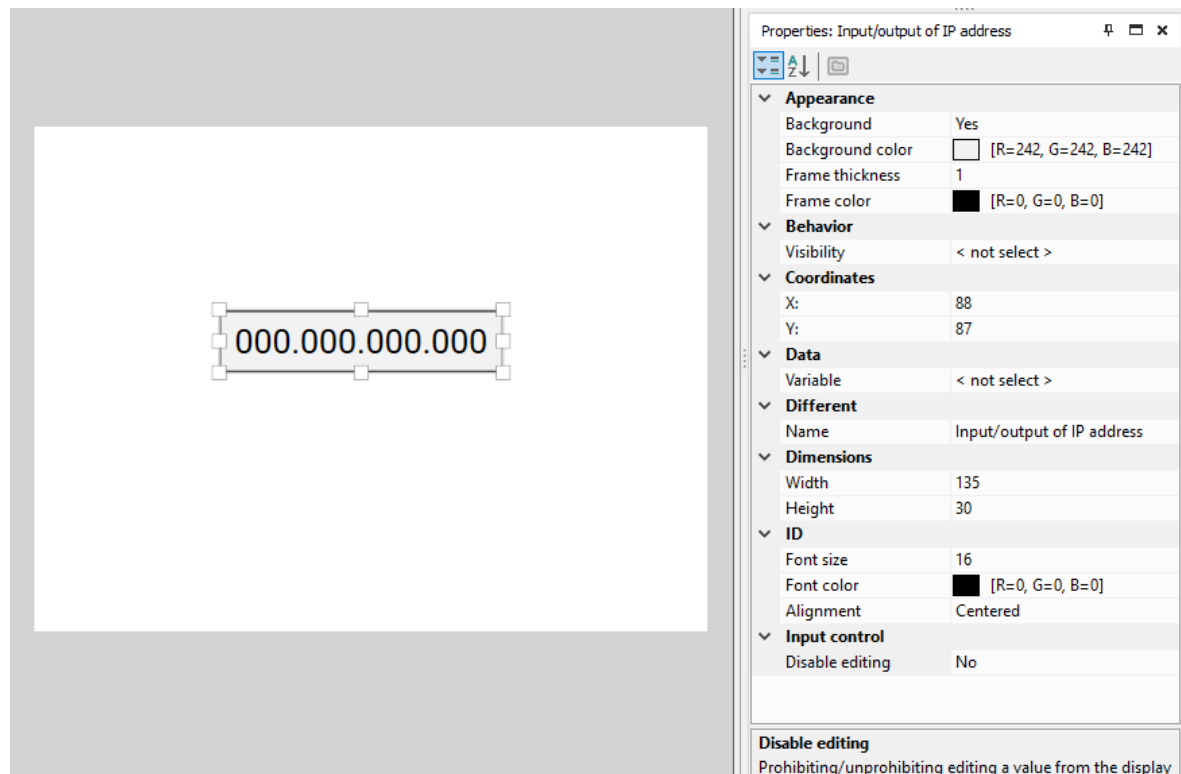 Properties: Input/output of IP address
Appearance
Background Yes
Background color [R=242, G=242, B=242]
Frame thickness 1
Frame color [R=0, G=0, B=0]
Behavior
Visibility < not select >
Coordinates
X: 88
Y: 87
Data
Variable < not select >
Different
Name Input/output of IP address
Dimensions
Width 135
Height 30
ID
Font size 16
Font color [R=0, G=0, B=0]
Alignment Centered
Input control
Disable editing No
Disable editing
Prohibiting/unprohibiting editing a value from the display
000.000.000.000